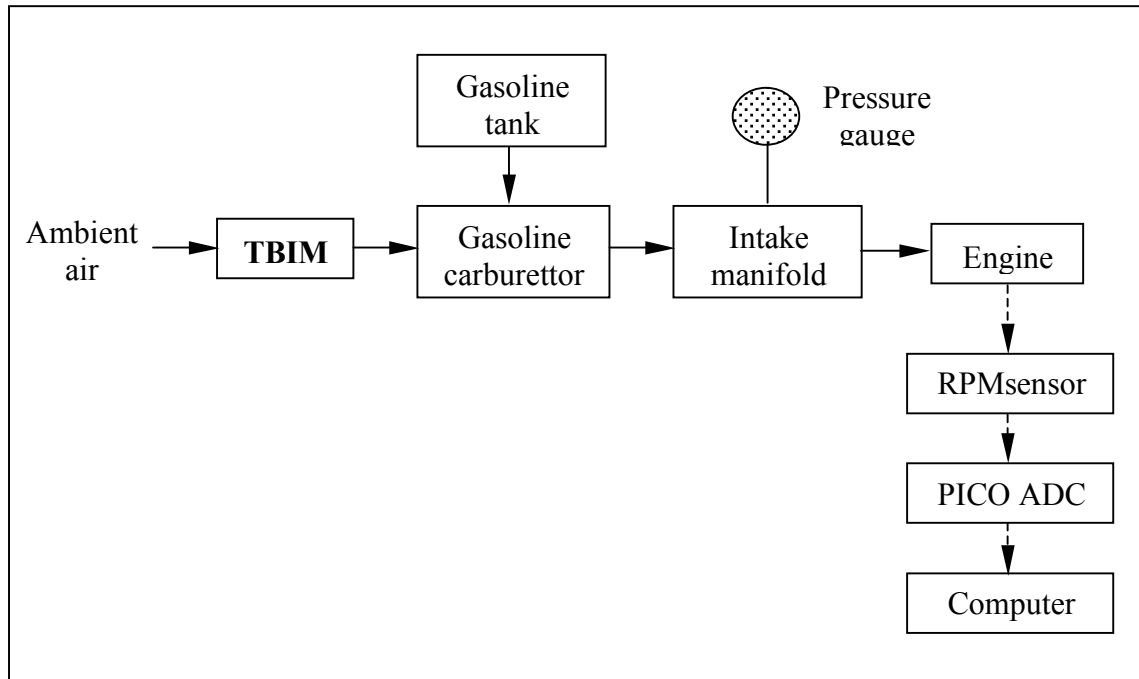 Gasoline
tank
Pressure
gauge
Ambient
air
TBIM
Gasoline
carburettor
Intake
manifold
Engine
RPMsensor
PICO ADC
Computer